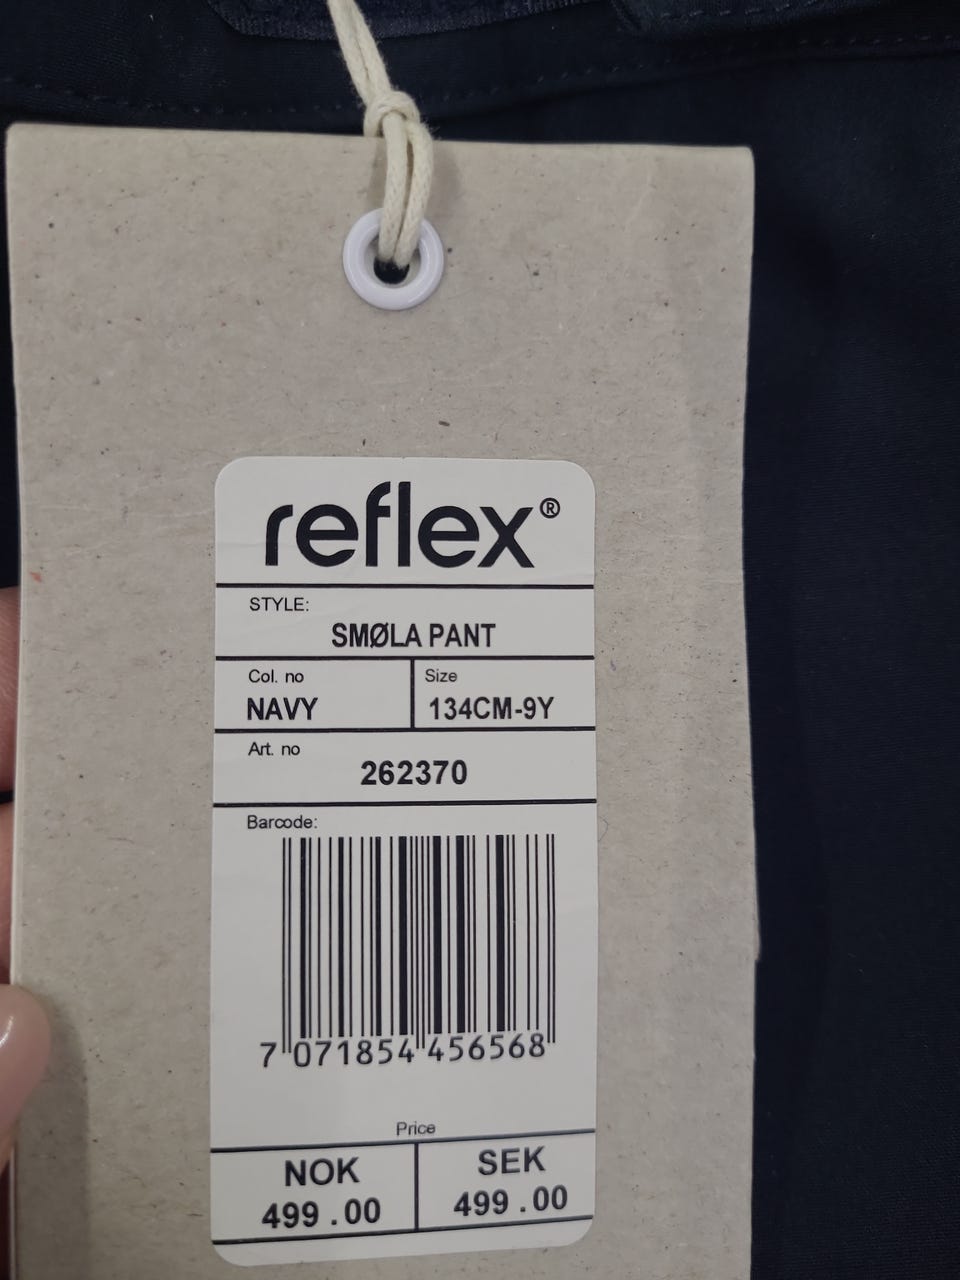 reflex®
STYLE:
SMØLA PANT
Col. no Size
NAVY 134CM-9Y
Art. no
262370
Barcode:
7 071854 456568
Price
NOK SEK
499 .00 499 .00